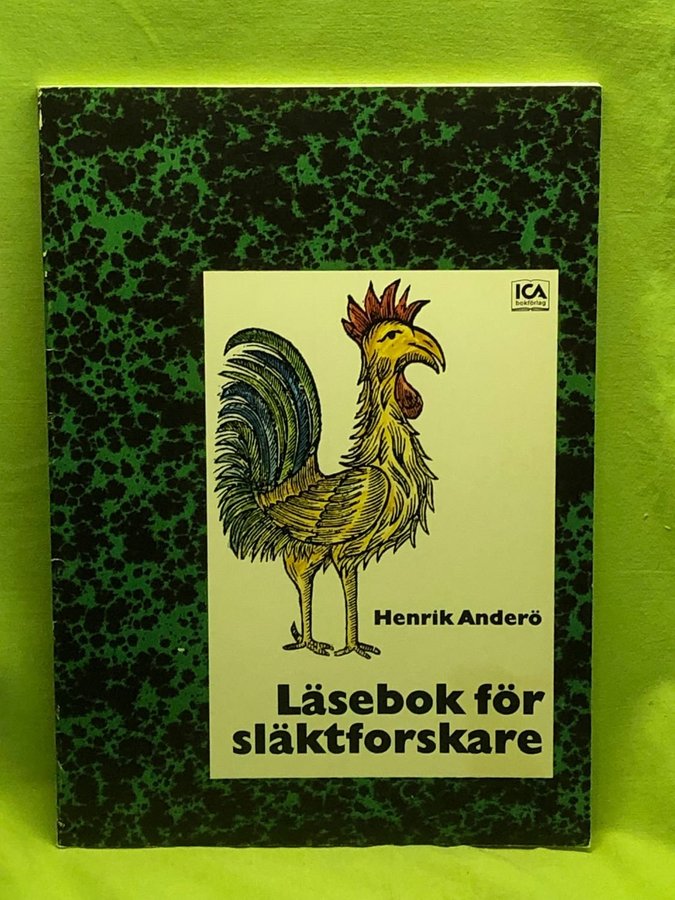 ICA
bokförlag
Henrik Anderö
Läsebok för
släktforskare